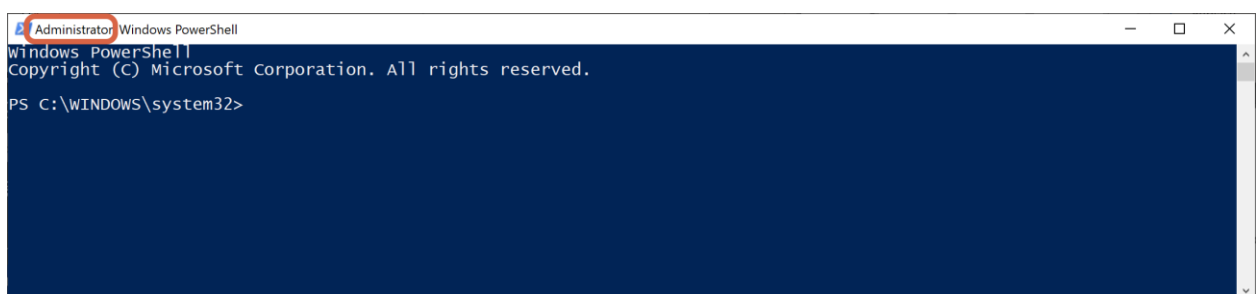 Administrator: Windows PowerShell
Windows PowerShell
Copyright (C) Microsoft Corporation. All rights reserved.
PS C:\WINDOWS\system32>